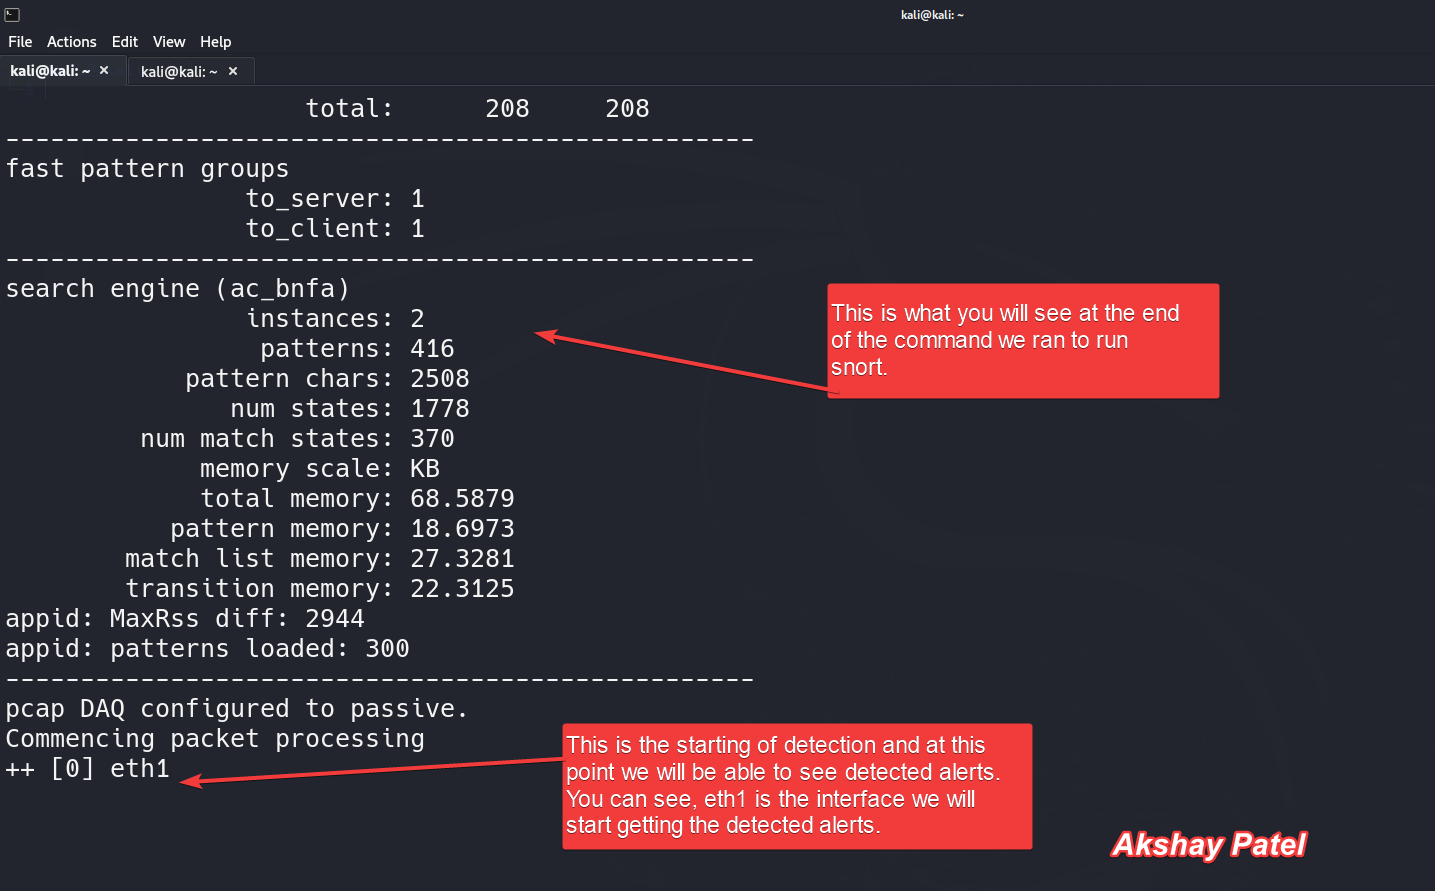 kali@kali: ~
File Actions Edit View Help
kali@kali: ~ × kali@kali: ~ ×
total: 208 208
--------------------------------------------------
fast pattern groups
to_server: 1
to_client: 1
--------------------------------------------------
search engine (ac_bnfa)
instances: 2
patterns: 416
pattern chars: 2508
num states: 1778
num match states: 370
memory scale: KB
total memory: 68.5879
pattern memory: 18.6973
match list memory: 27.3281
transition memory: 22.3125
appid: MaxRss diff: 2944
appid: patterns loaded: 300
--------------------------------------------------
pcap DAQ configured to passive.
Commencing packet processing
++ [0] eth1
This is what you will see at the end
of the command we ran to run
snort.
This is the starting of detection and at this
point we will be able to see detected alerts.
You can see, eth1 is the interface we will
start getting the detected alerts.
Akshay Patel